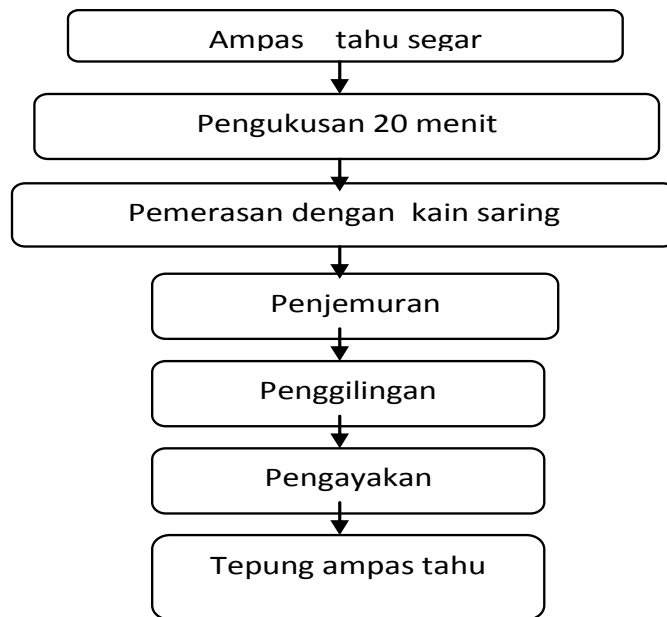 Ampas tahu segar
Pengukusan 20 menit
Pemerasan dengan kain saring
Penjemuran
Penggilingan
Pengayakan
Tepung ampas tahu